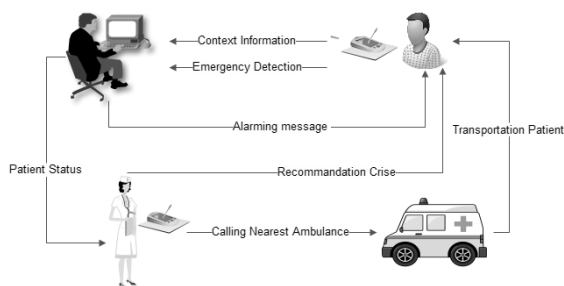 Context Information
Emergency Detection
Alarming message
Transportation Patient
Patient Status
Recommandation Crise
Calling Nearest Ambulance